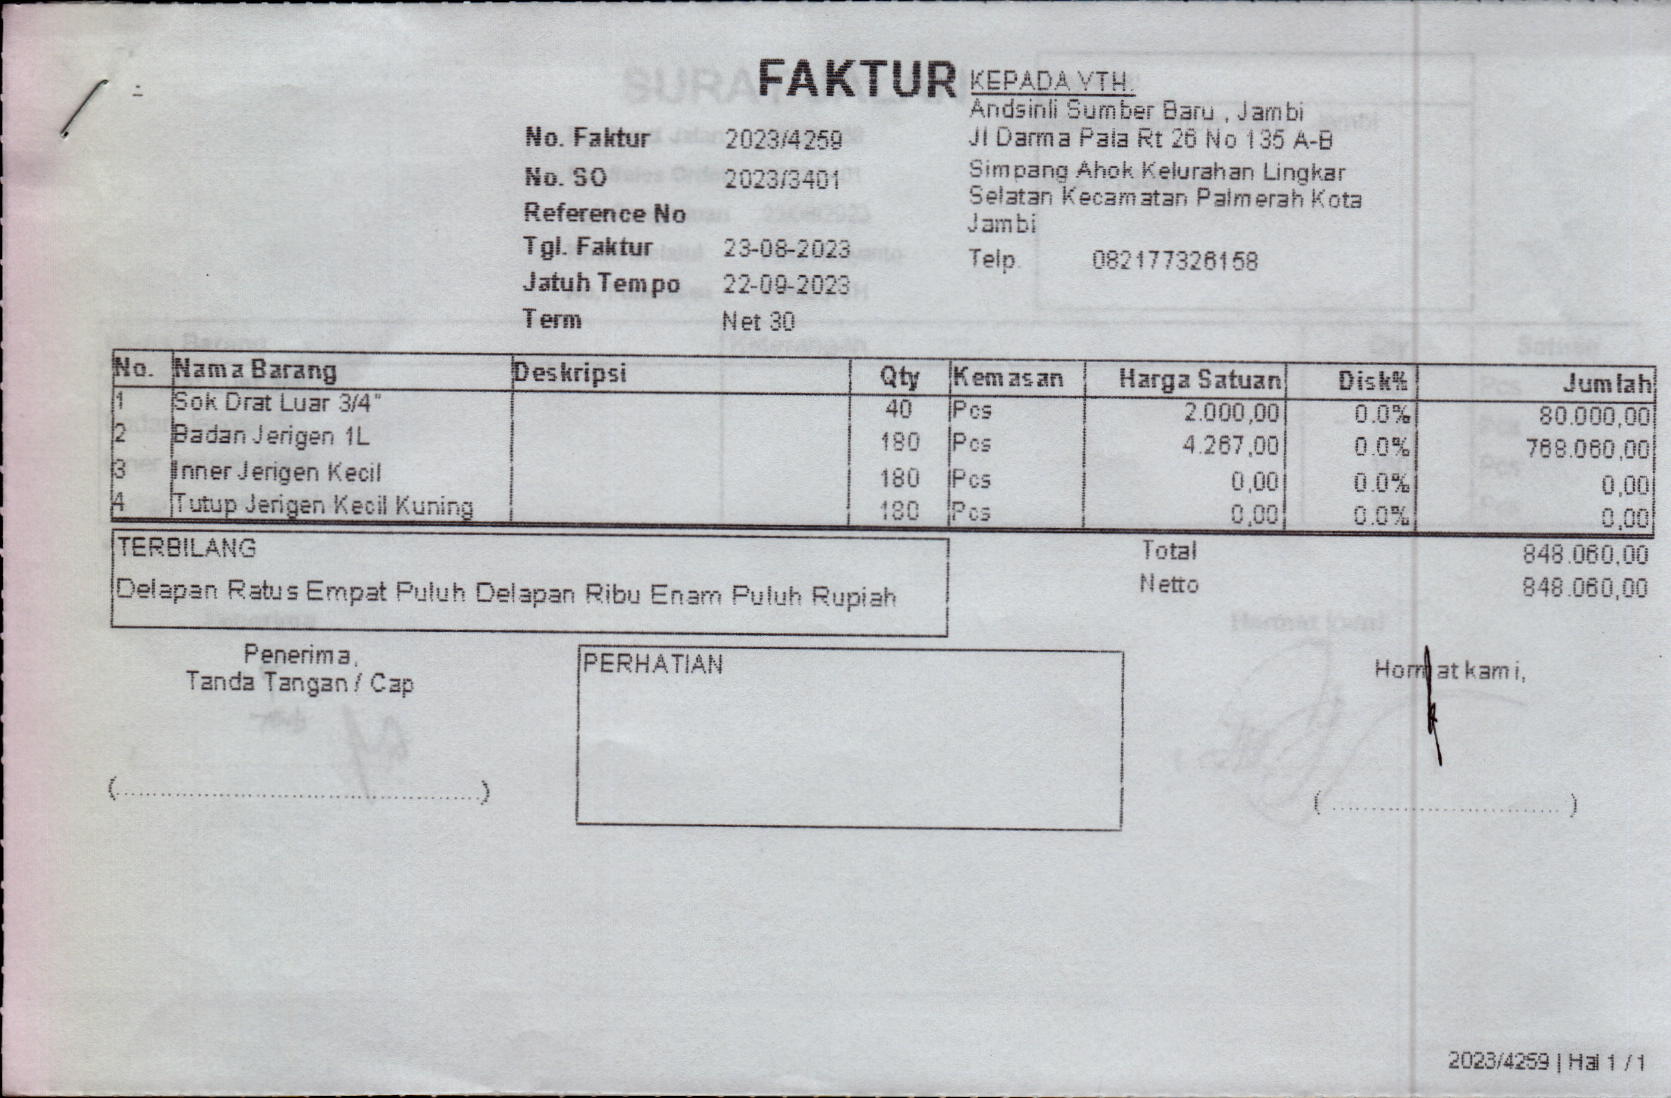 FAKTUR
No. Faktur 2023/4259
No. SO 2023/3401
Reference No
Tgl. Faktur 23-08-2023
Jatuh Tempo 22-09-2023
Term Net 30
KEPADA YTH.
Andsinli Sumber Baru , Jambi
Jl Darma Pala Rt 26 No 135 A-B
Simpang Ahok Kelurahan Lingkar
Selatan Kecamatan Palmerah Kota
Jambi
Telp. 082177326158
No. Nama Barang Deskripsi Qty Kemasan Harga Satuan Disk% Jumlah
1 Sok Drat Luar 3/4" 40 Pcs 2.000,00 0.0% 80.000,00
2 Badan Jerigen 1L 180 Pcs 4.267,00 0.0% 768.060,00
3 Inner Jerigen Kecil 180 Pcs 0,00 0.0% 0,00
4 Tutup Jerigen Kecil Kuning 180 Pcs 0,00 0.0% 0,00
TERBILANG
Delapan Ratus Empat Puluh Delapan Ribu Enam Puluh Rupiah
Total 848.060,00
Netto 848.060,00
Penerima,
Tanda Tangan / Cap
(............................................)
PERHATIAN
Hormat kami,
(............................)
2023/4259 | Hal 1 / 1